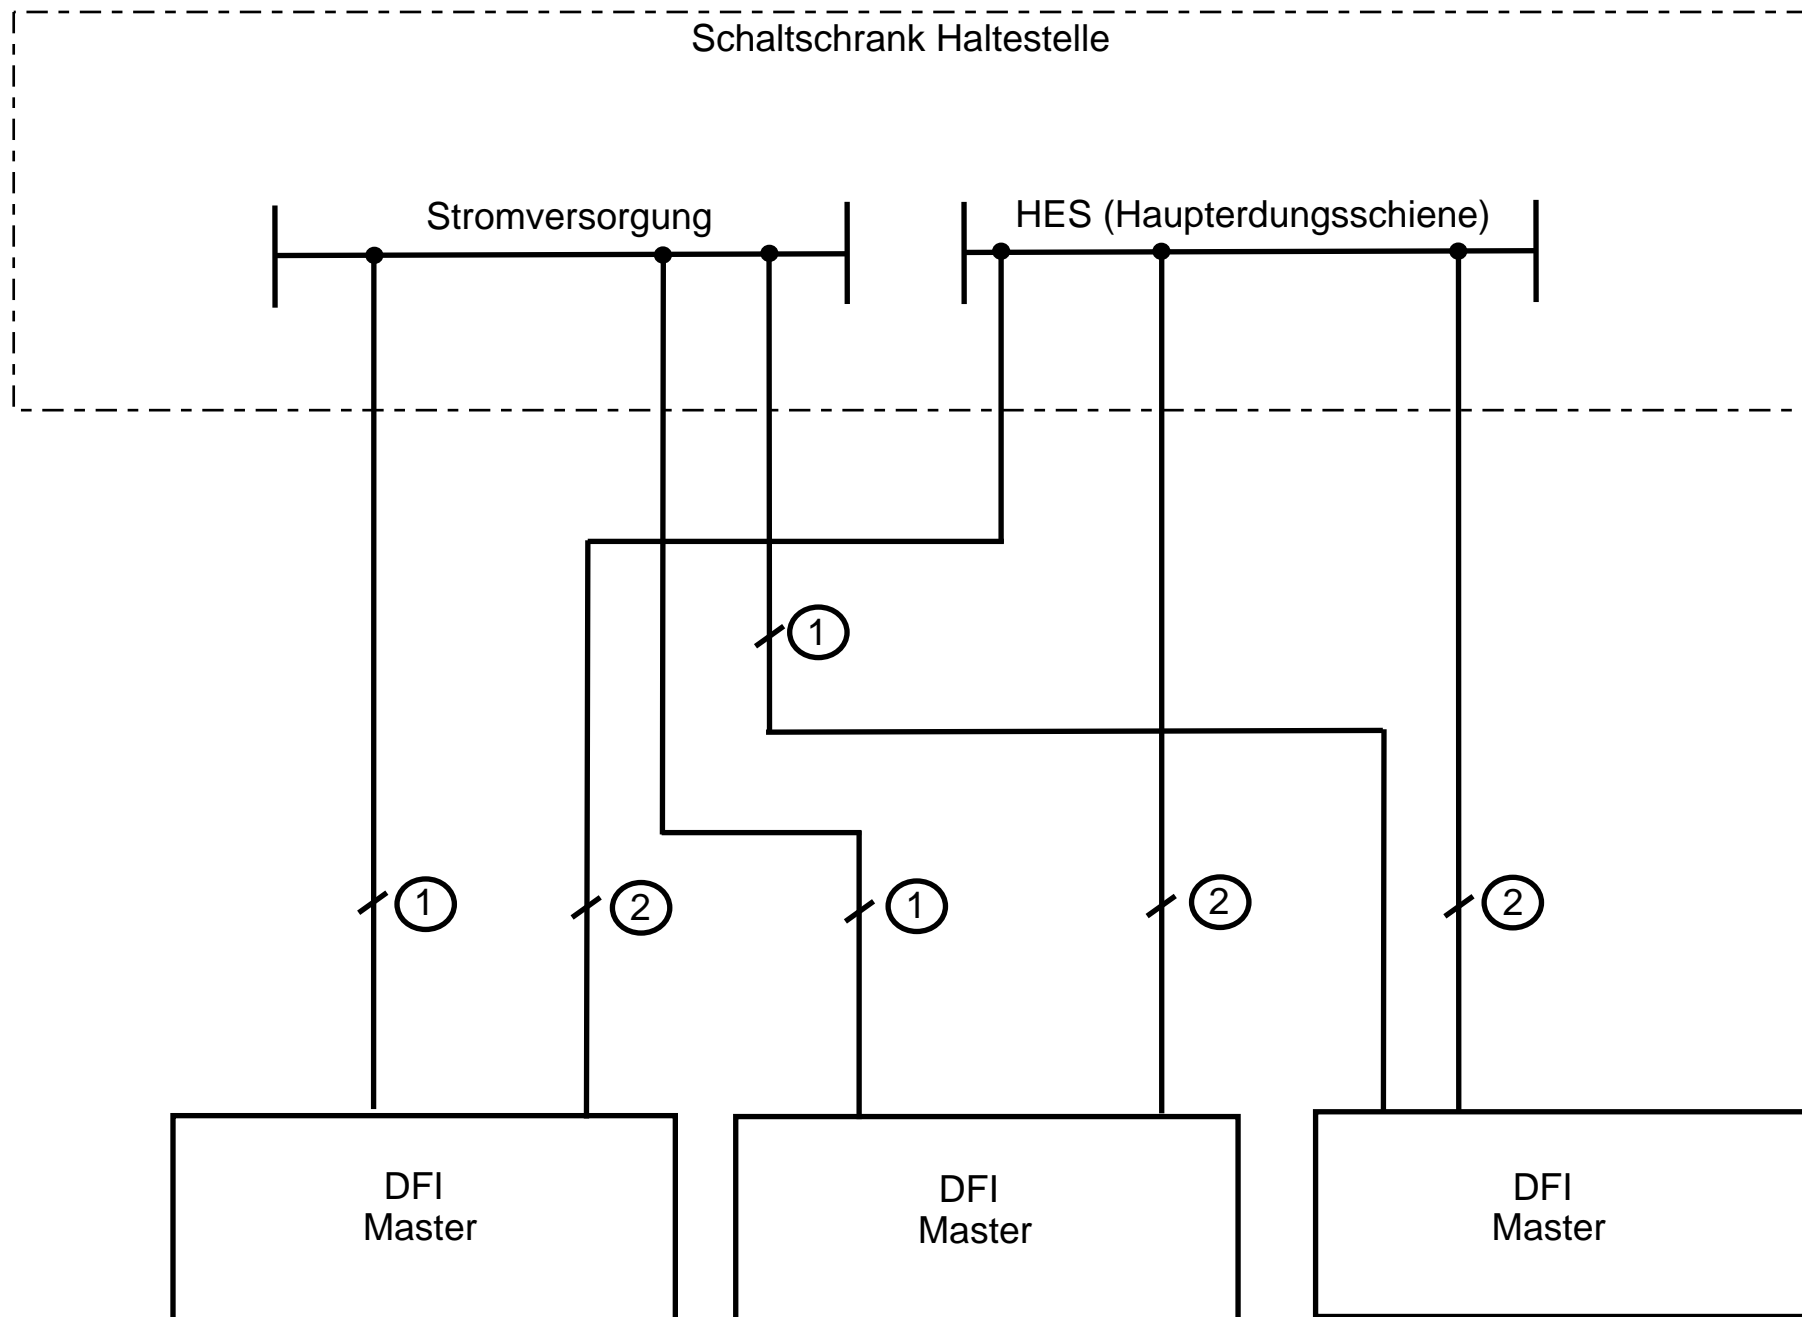 Schaltschrank Haltestelle
Stromversorgung
HES (Haupterdungsschiene)
1
1
2
1
2
2
DFI
Master
DFI
Master
DFI
Master